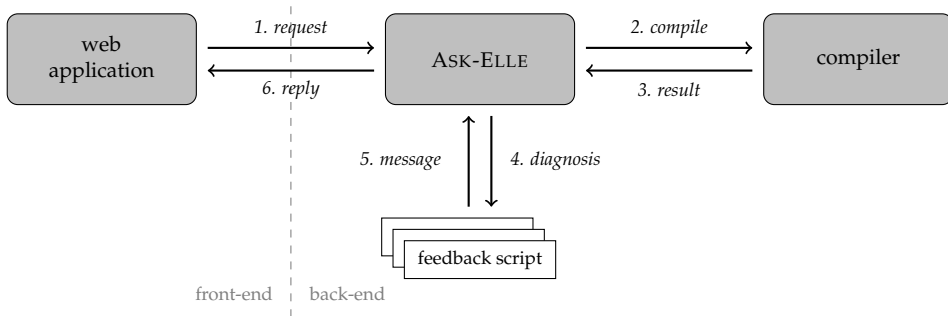 web
application
1. request
6. reply
ASK-ELLE
2. compile
3. result
compiler
5. message
4. diagnosis
feedback script
front-end
back-end